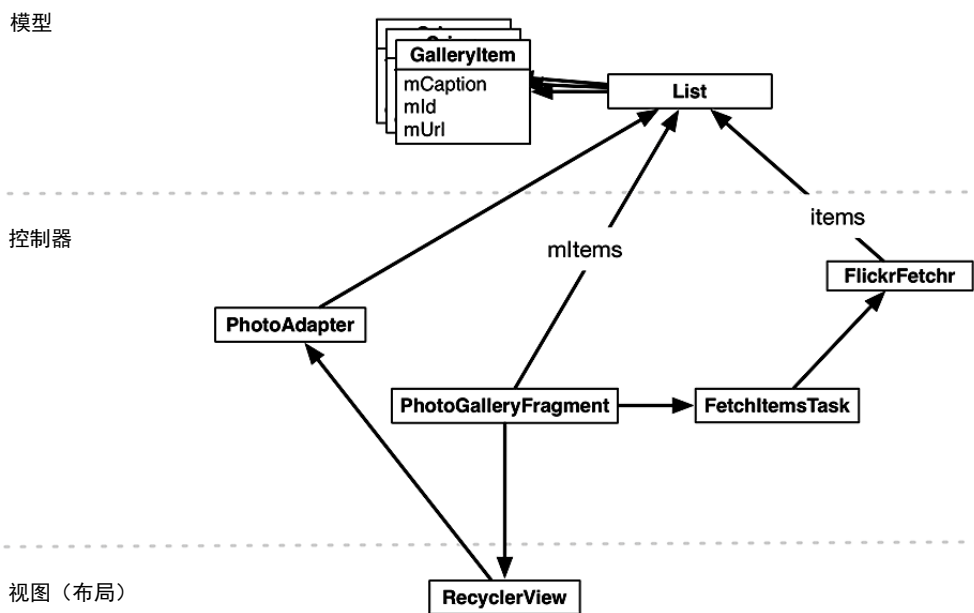 模型
GalleryItem
mCaption
mId
mUrl
List
控制器
items
mItems
FlickrFetchr
PhotoAdapter
PhotoGalleryFragment
FetchItemsTask
视图（布局）
RecyclerView